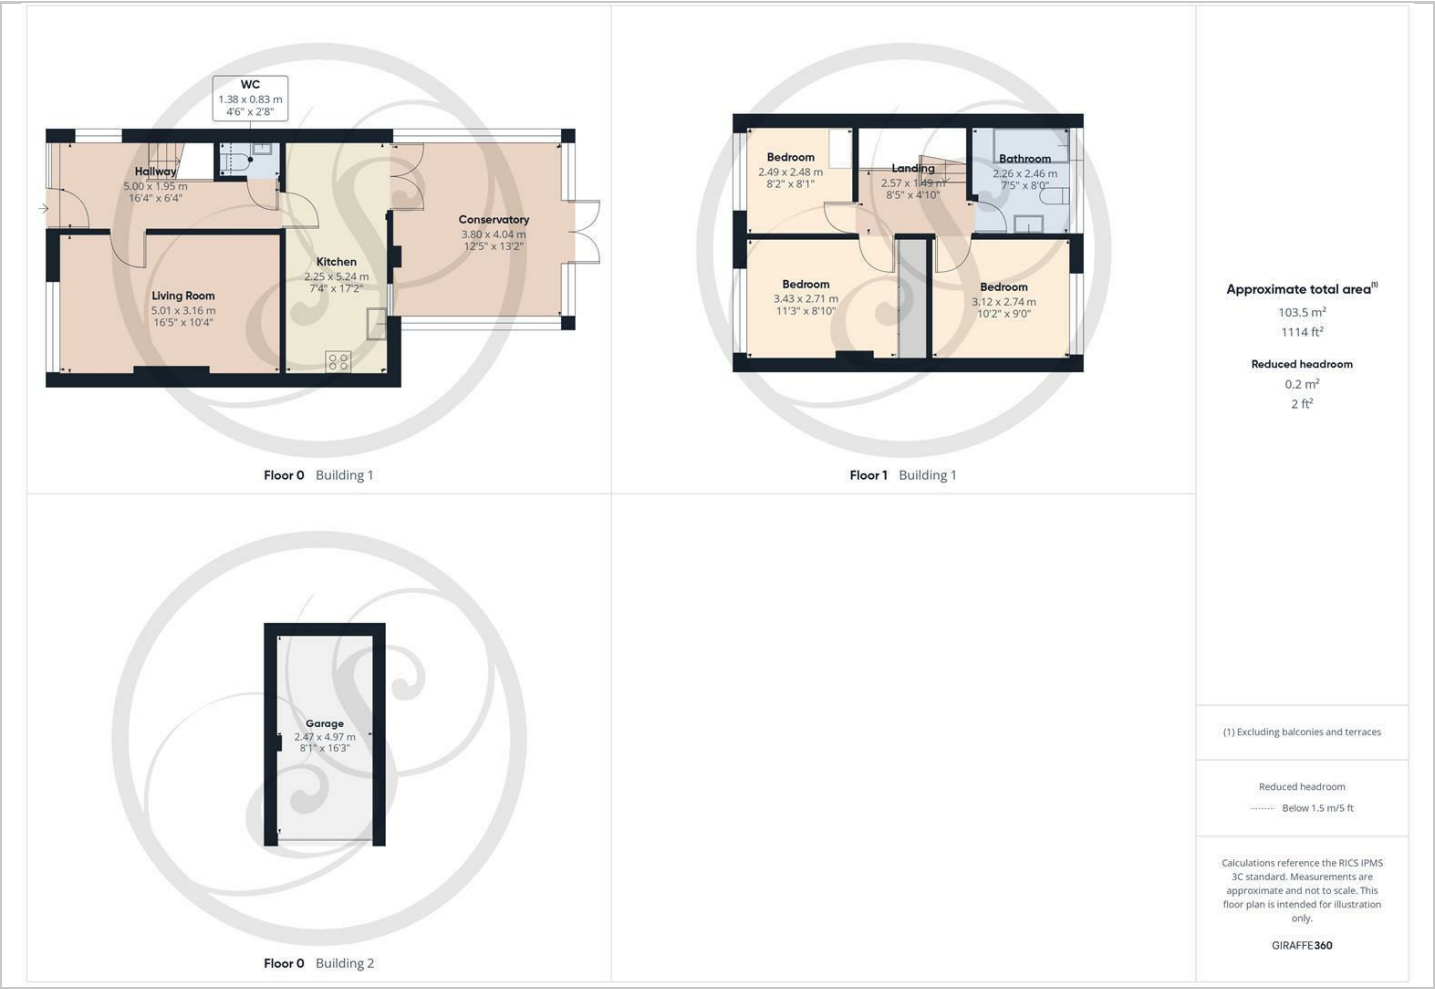 WC
1.38 x 0.83 m
4'6" x 2'8"
Hallway
5.00 x 1.95 m
16'4" x 6'4"
Conservatory
3.80 x 4.04 m
12'5" x 13'2"
Kitchen
2.25 x 5.24 m
7'4" x 17'2"
Living Room
5.01 x 3.16 m
16'5" x 10'4"
Floor 0 Building 1
Bedroom
2.49 x 2.48 m
8'2" x 8'1"
Landing
2.57 x 1.49 m
8'5" x 4'10"
Bathroom
2.26 x 2.46 m
7'5" x 8'0"
Bedroom
3.43 x 2.71 m
11'3" x 8'10"
Bedroom
3.12 x 2.74 m
10'2" x 9'0"
Floor 1 Building 1
Garage
2.47 x 4.97 m
8'1" x 16'3"
Floor 0 Building 2
Approximate total area(1)
103.5 m²
1114 ft²
Reduced headroom
0.2 m²
2 ft²
(1) Excluding balconies and terraces
Reduced headroom
Below 1.5 m/5 ft
Calculations reference the RICS IPMS
3C standard. Measurements are
approximate and not to scale. This
floor plan is intended for illustration
only.
GIRAFFE360